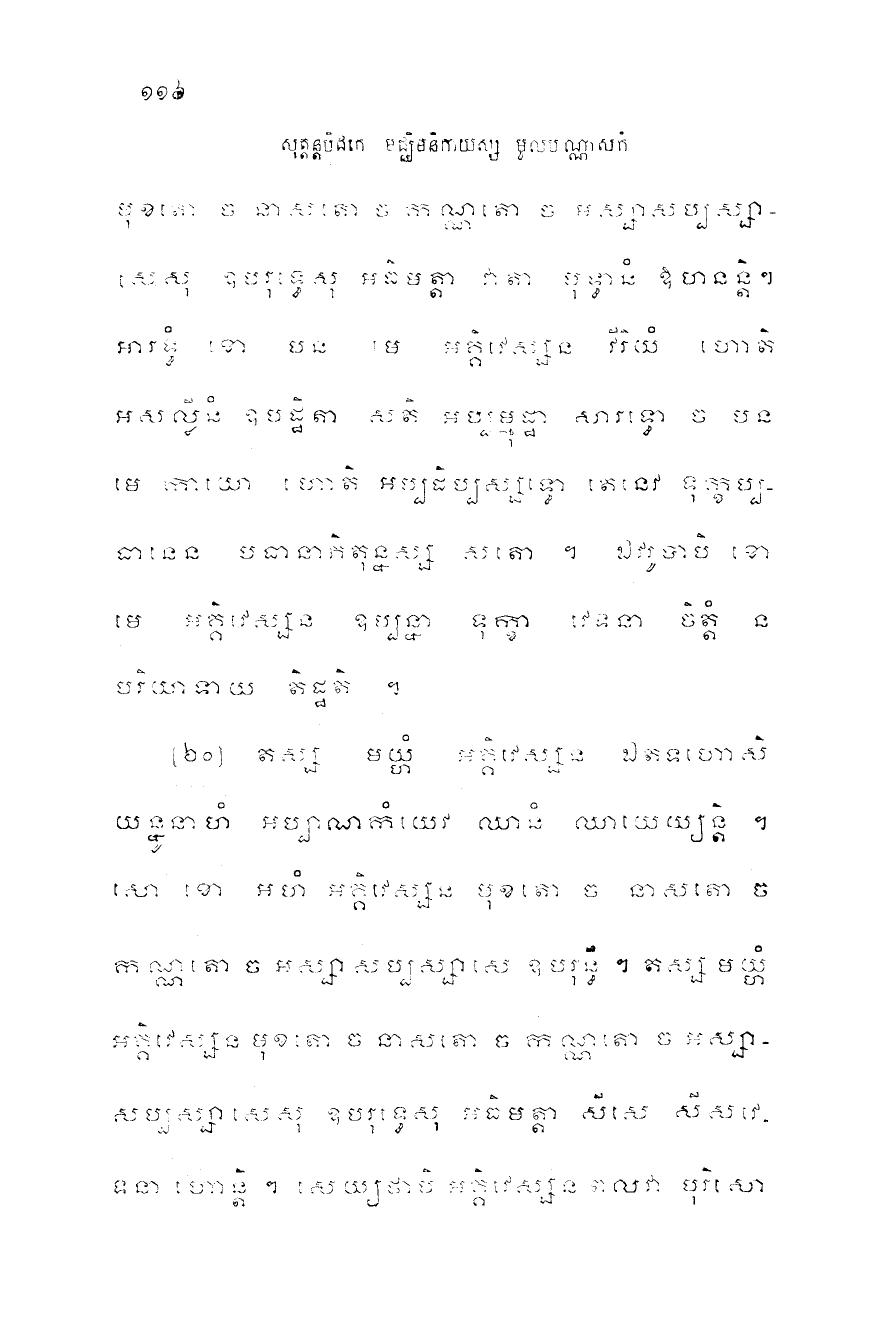 ១១៦
សុត្តន្តបិដកេ មជ្ឈិមនិកាយស្ស មូលបណ្ណាសកំ
មុខតោ ច នាសតោ ច កណ្ណតោ ច អស្សាសប្បស្សា-
សេសុ ឧបរុទ្ធេសុ អធិមត្តា វាតា មុទ្ធានំ ឱហនន្តិ។
អារទ្ធំ ខោ បន មេ អគ្គិវេស្សន វីរិយំ ហោតិ
អសល្លីនំ ឧបដ្ឋិតា សតិ អប្បម្មុដ្ឋា សារទ្ធោ ច បន
មេ កាយោ ហោតិ អប្បដិប្បស្សទ្ធោ តេនេវ ទុក្ខប្ប-
ធានេន បធានាភិតុន្នស្ស សតោ ។ ឯវរូបាបិ ខោ
មេ អគ្គិវេស្សន ឧប្បន្នា ទុក្ខា វេទនា ចិត្តំ ន
បរិយាទាយ តិដ្ឋតិ ។
[២០] តស្ស មយ្ហំ អគ្គិវេស្សន ឯតទហោសិ
យន្នូនាហំ អប្បាណកំយេវ ឈានំ ឈាយេយ្យន្តិ ។
សោ ខោ អហំ អគ្គិវេស្សន មុខតោ ច នាសតោ ច
កណ្ណតោ ច អស្សាសប្បស្សាសេ ឧបរុន្ធឹ ។ តស្ស មយ្ហំ
អគ្គិវេស្សន មុខតោ ច នាសតោ ច កណ្ណតោ ច អស្សា-
សប្បស្សាសេសុ ឧបរុទ្ធេសុ អធិមត្តា សីសេ សីសវេ-
ទនា ហោន្តិ ។ សេយ្យថាបិ អគ្គិវេស្សន ពលវា បុរិសោ